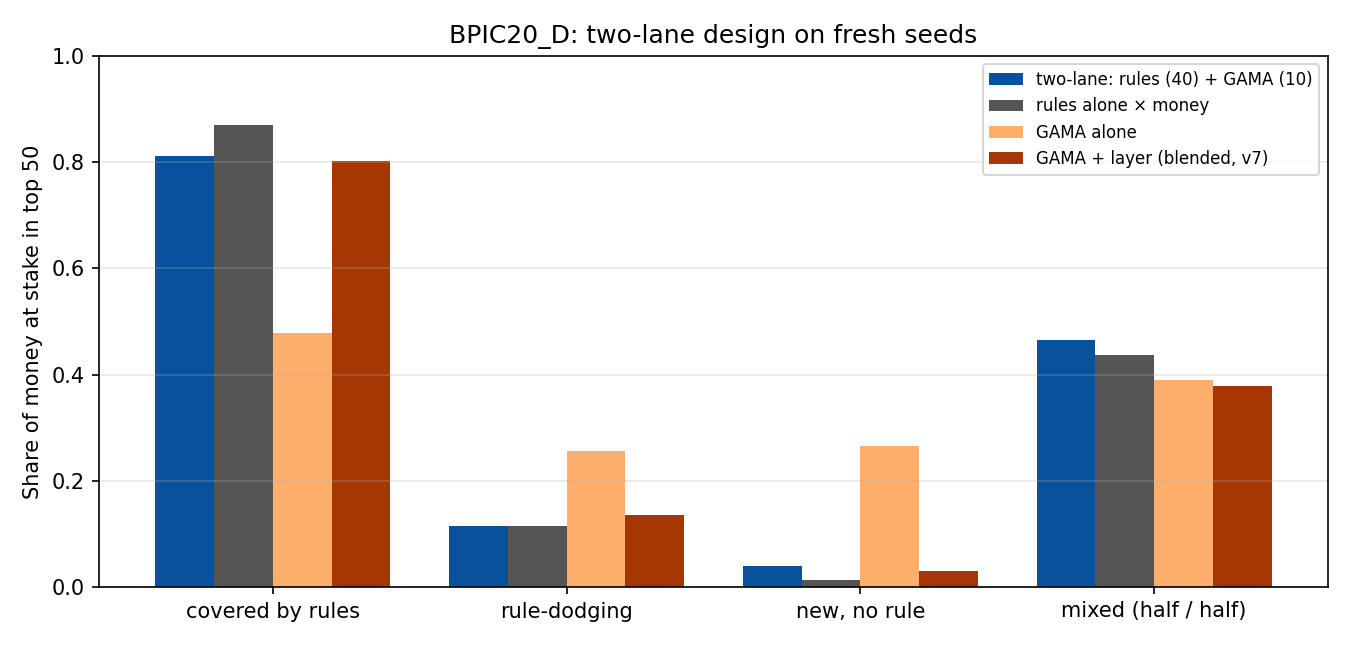 BPIC20_D: two-lane design on fresh seeds
two-lane: rules (40) + GAMA (10)
rules alone × money
GAMA alone
GAMA + layer (blended, v7)
Share of money at stake in top 50
1.0
0.8
0.6
0.4
0.2
0.0
covered by rules
rule-dodging
new, no rule
mixed (half / half)